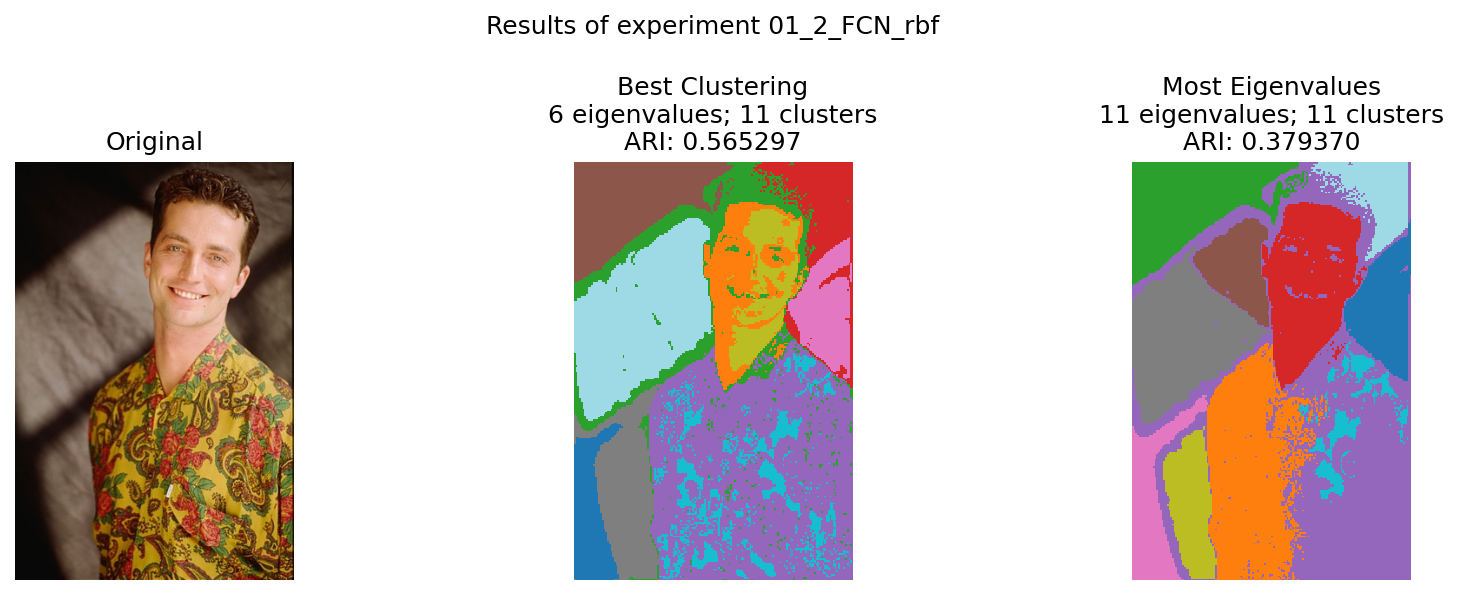 Results of experiment 01_2_FCN_rbf
Original
Best Clustering
6 eigenvalues; 11 clusters
ARI: 0.565297
Most Eigenvalues
11 eigenvalues; 11 clusters
ARI: 0.379370